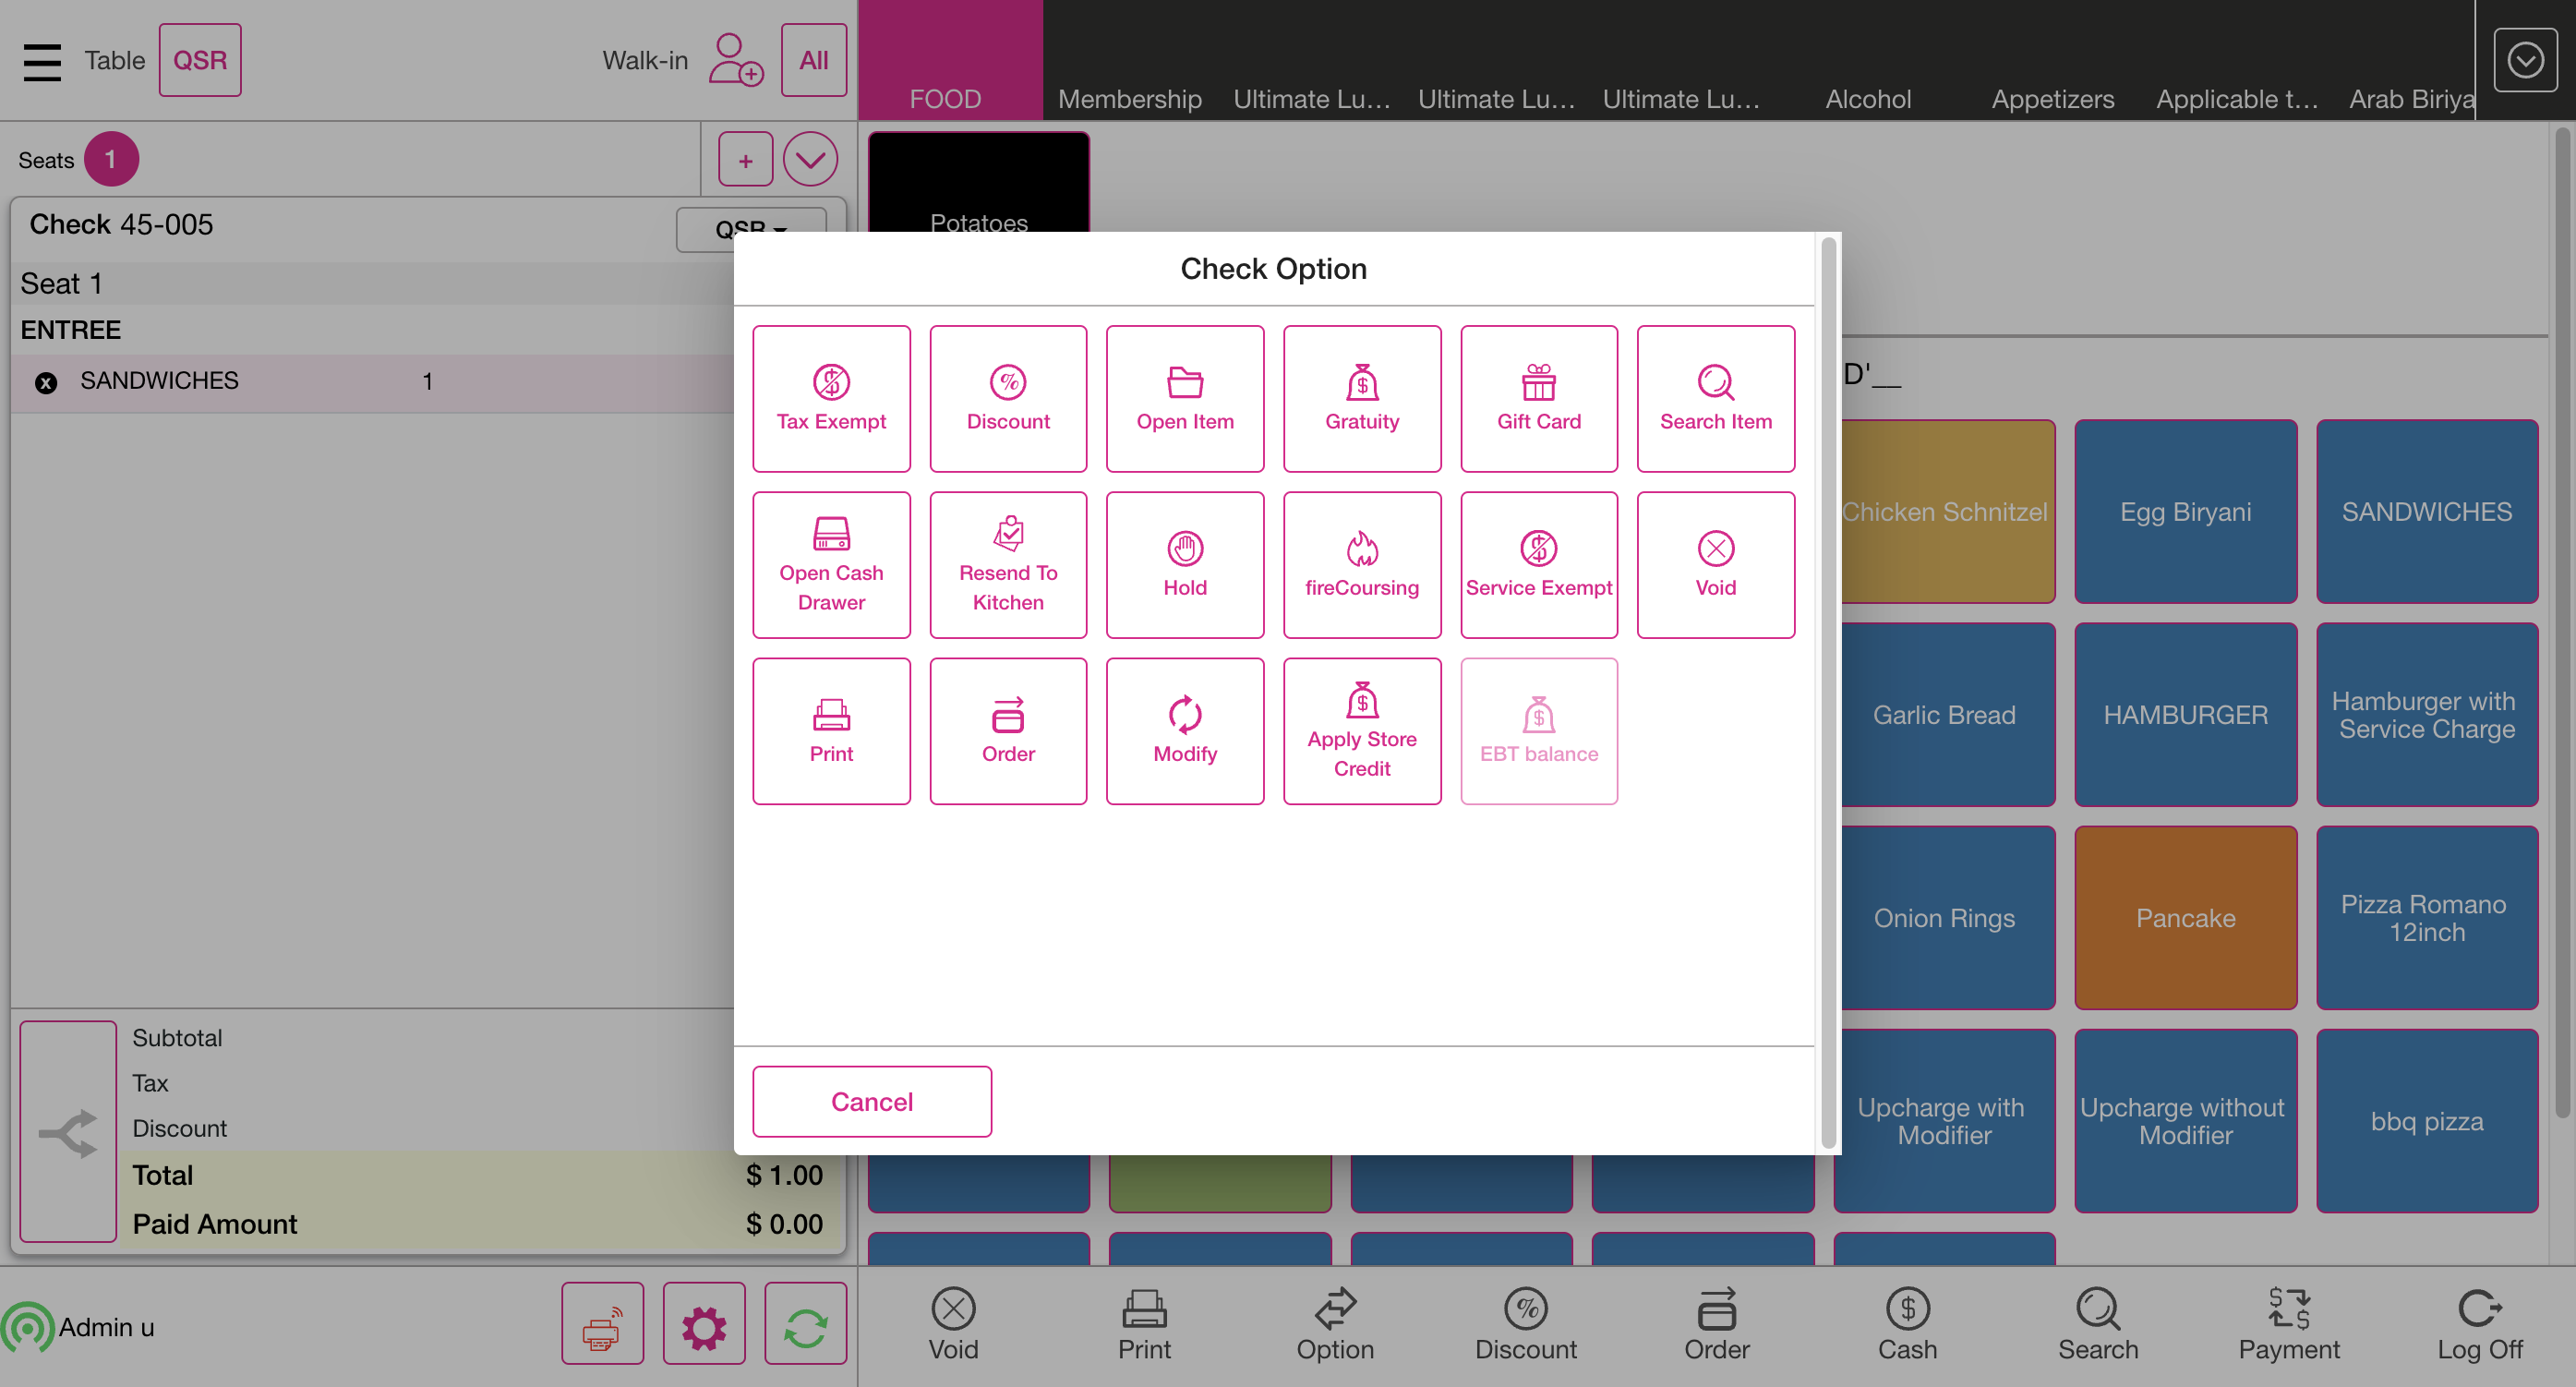 Table QSR
Walk-in All
FOOD Membership Ultimate Lu... Ultimate Lu... Ultimate Lu... Alcohol Appetizers Applicable t... Arab Biriya
Seats 1 +
Check 45-005
QSR
Seat 1
ENTREE
x SANDWICHES 1
Subtotal
Tax
Discount
Total $ 1.00
Paid Amount $ 0.00
Admin u
Potatoes
Check Option
Tax Exempt
Discount
Open Item
Gratuity
Gift Card
Search Item
Open Cash
Drawer
Resend To
Kitchen
Hold
fireCoursing
Service Exempt
Void
Print
Order
Modify
Apply Store
Credit
EBT balance
Cancel
D'__
Chicken Schnitzel
Egg Biryani
SANDWICHES
Garlic Bread
HAMBURGER
Hamburger with
Service Charge
Onion Rings
Pancake
Pizza Romano
12inch
Upcharge with
Modifier
Upcharge without
Modifier
bbq pizza
Void Print Option Discount Order Cash Search Payment Log Off